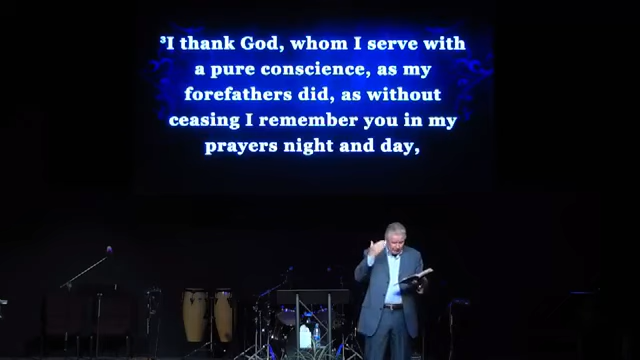 ³I thank God, whom I serve with
a pure conscience, as my
forefathers did, as without
ceasing I remember you in my
prayers night and day,